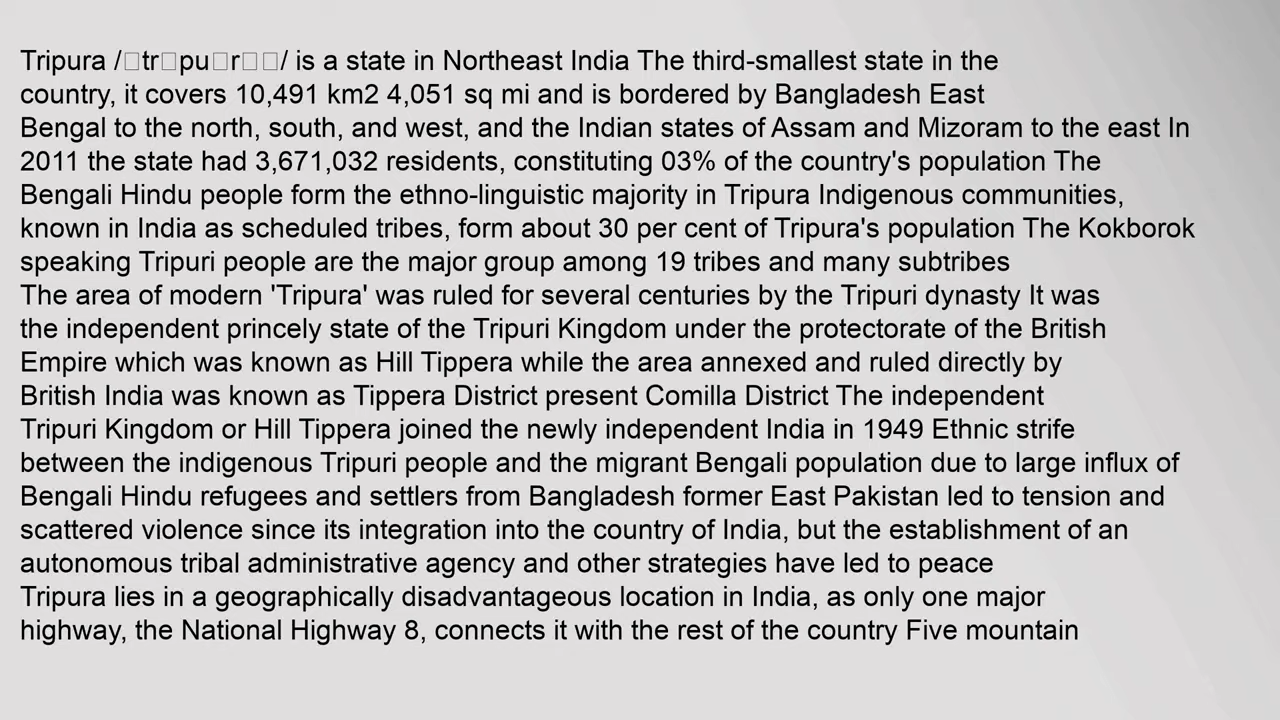 Tripura /□tr□pu□r□□/ is a state in Northeast India The third-smallest state in the
country, it covers 10,491 km2 4,051 sq mi and is bordered by Bangladesh East
Bengal to the north, south, and west, and the Indian states of Assam and Mizoram to the east In
2011 the state had 3,671,032 residents, constituting 03% of the country's population The
Bengali Hindu people form the ethno-linguistic majority in Tripura Indigenous communities,
known in India as scheduled tribes, form about 30 per cent of Tripura's population The Kokborok
speaking Tripuri people are the major group among 19 tribes and many subtribes
The area of modern 'Tripura' was ruled for several centuries by the Tripuri dynasty It was
the independent princely state of the Tripuri Kingdom under the protectorate of the British
Empire which was known as Hill Tippera while the area annexed and ruled directly by
British India was known as Tippera District present Comilla District The independent
Tripuri Kingdom or Hill Tippera joined the newly independent India in 1949 Ethnic strife
between the indigenous Tripuri people and the migrant Bengali population due to large influx of
Bengali Hindu refugees and settlers from Bangladesh former East Pakistan led to tension and
scattered violence since its integration into the country of India, but the establishment of an
autonomous tribal administrative agency and other strategies have led to peace
Tripura lies in a geographically disadvantageous location in India, as only one major
highway, the National Highway 8, connects it with the rest of the country Five mountain